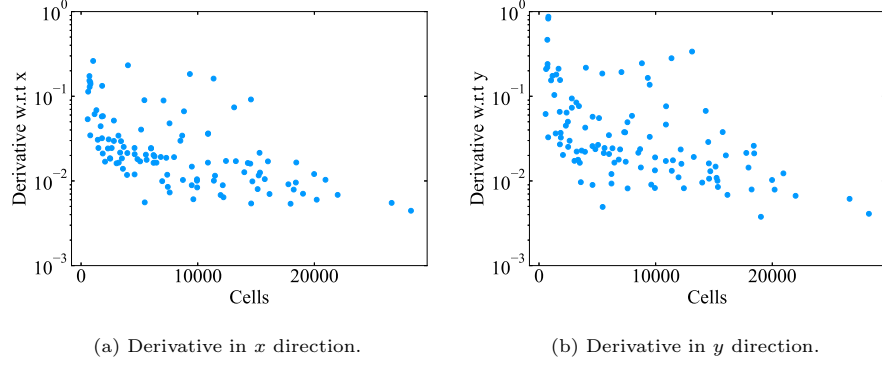 10^0
10^-1
10^-2
10^-3
Derivative w.r.t x
0 10000 20000
Cells
(a) Derivative in x direction.
10^0
10^-1
10^-2
10^-3
Derivative w.r.t y
0 10000 20000
Cells
(b) Derivative in y direction.